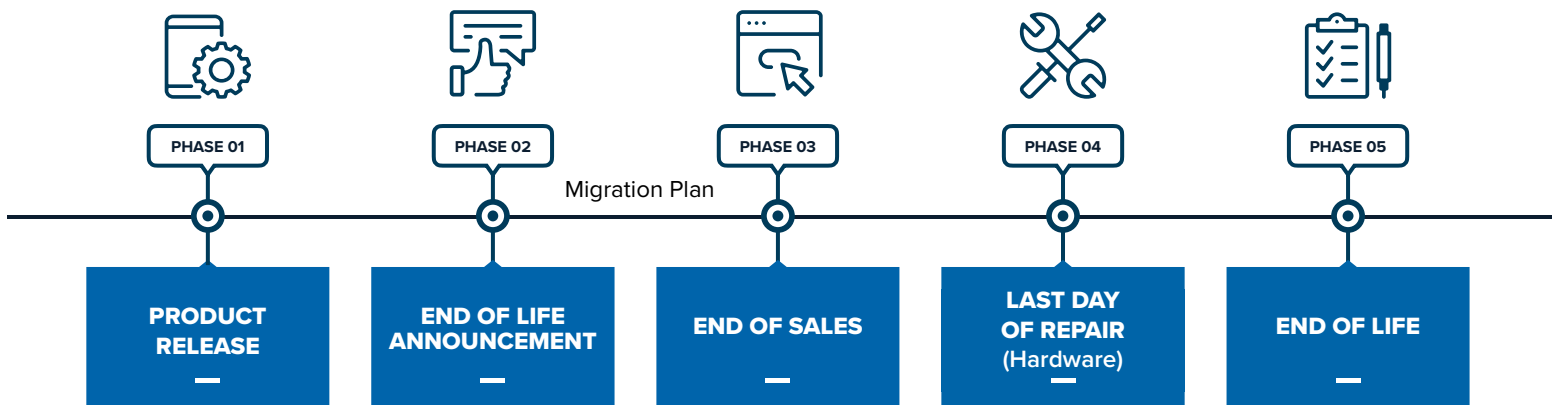 PHASE 01
PHASE 02
PHASE 03
PHASE 04
PHASE 05
Migration Plan
PRODUCT
RELEASE
END OF LIFE
ANNOUNCEMENT
END OF SALES
LAST DAY
OF REPAIR
(Hardware)
END OF LIFE